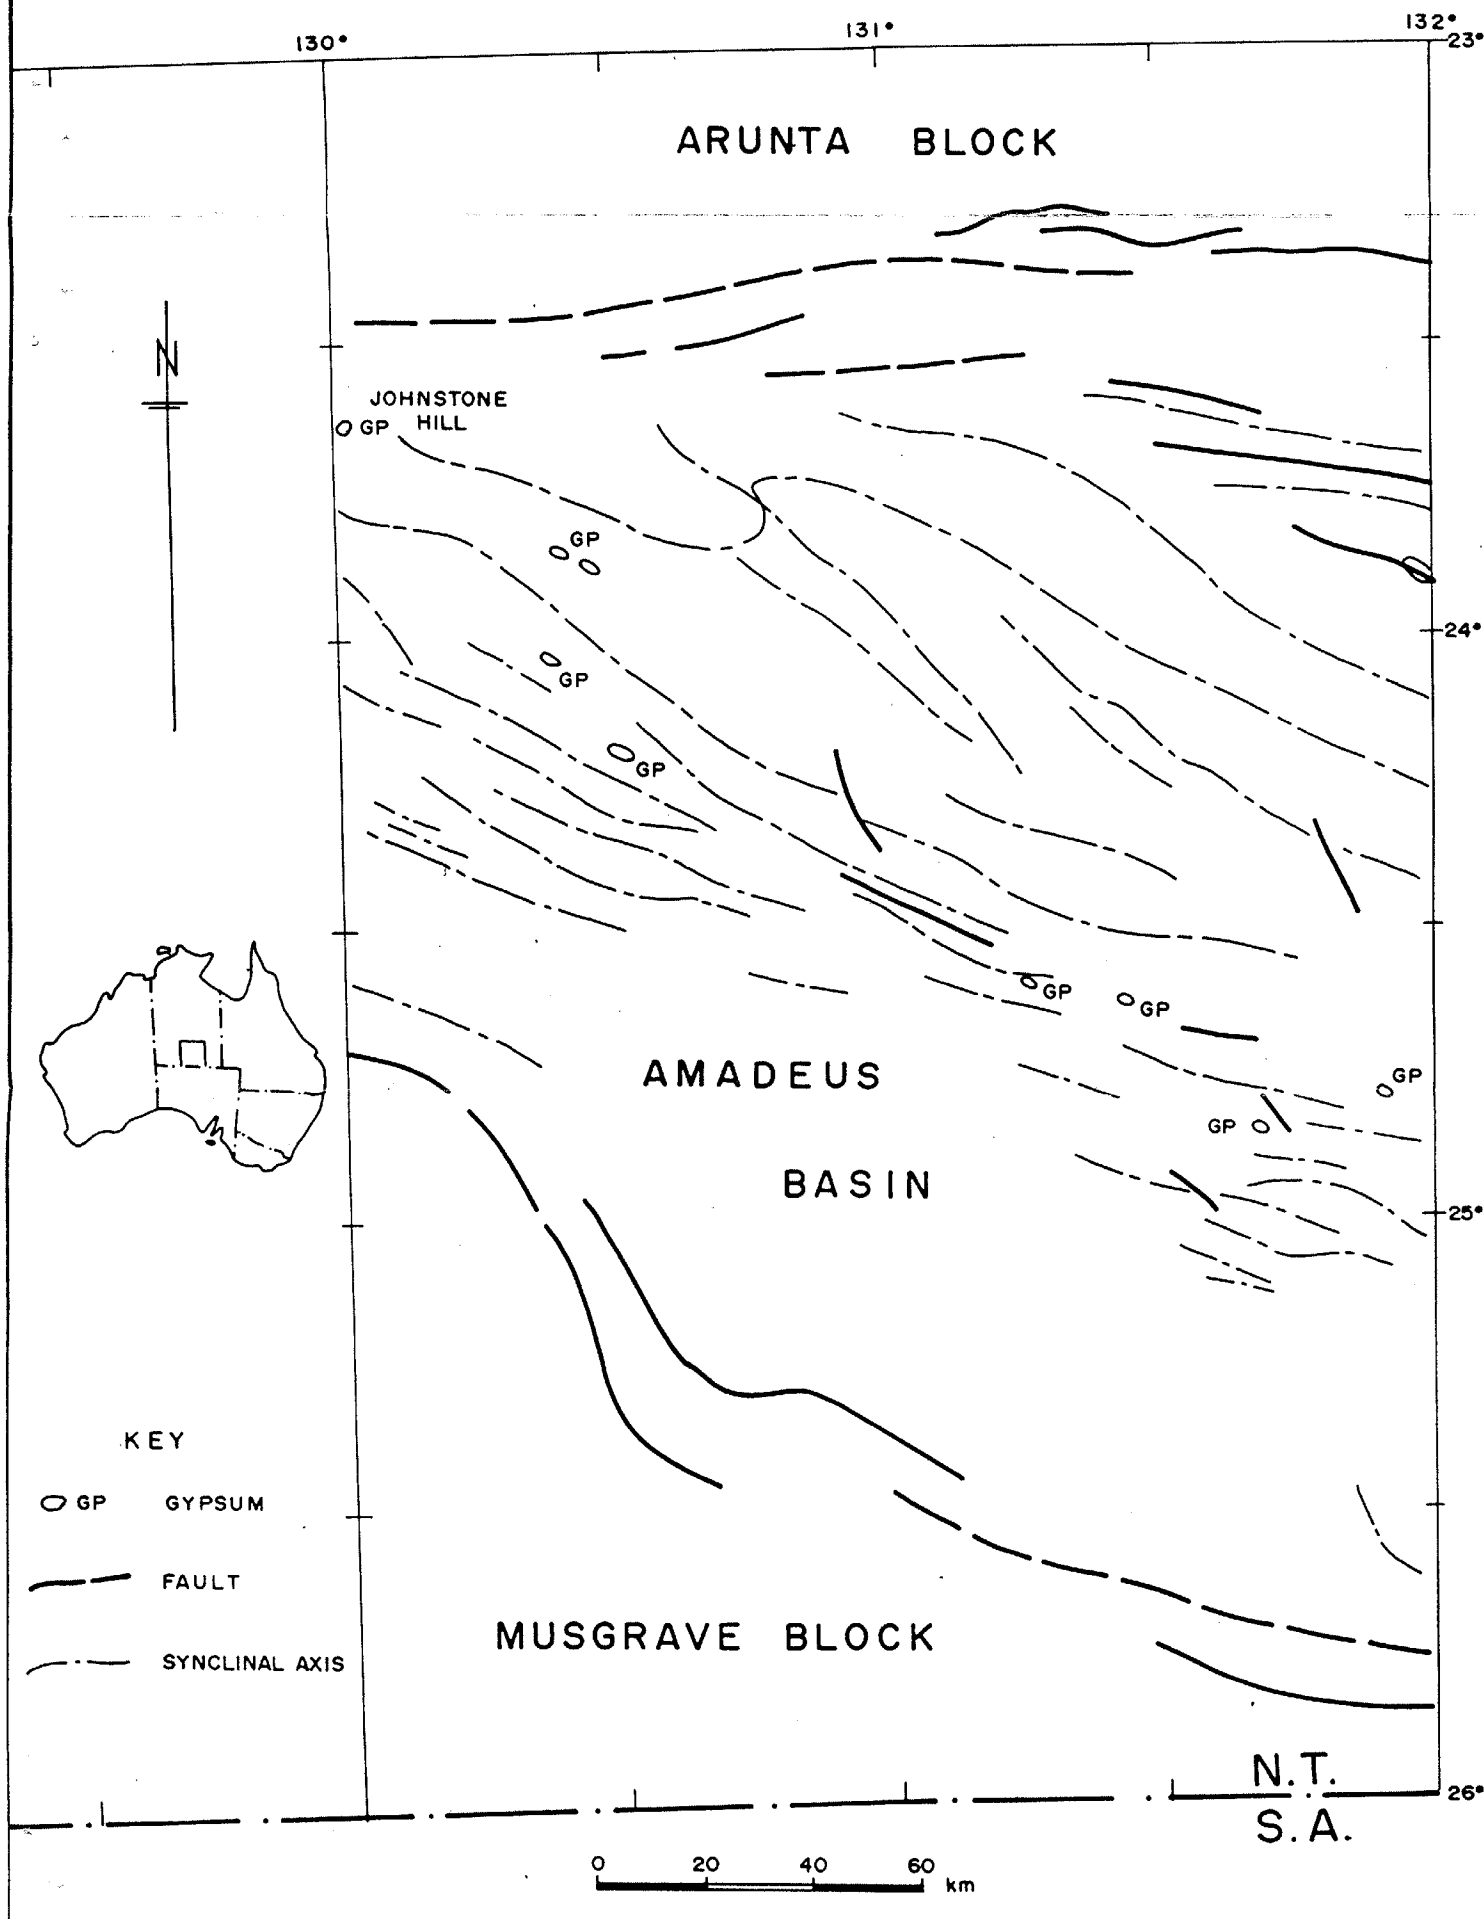 130° 131° 132°
23°
ARUNTA BLOCK
N
JOHNSTONE
HILL
GP
GP
24°
GP
GP
GP
GP
AMADEUS
GP
GP
BASIN
25°
KEY
GP GYPSUM
FAULT
MUSGRAVE BLOCK
SYNCLINAL AXIS
N.T.
26°
S.A.
0 20 40 60
km